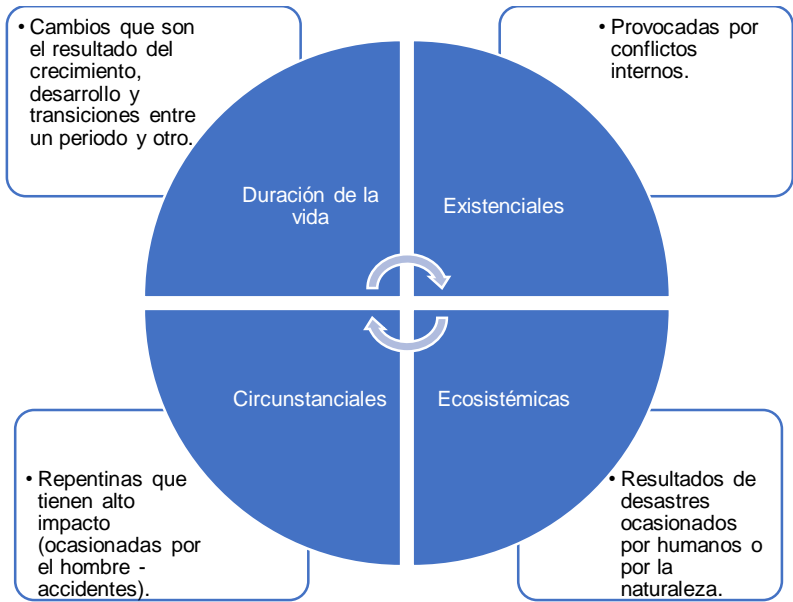 • Cambios que son
el resultado del
crecimiento,
desarrollo y
transiciones entre
un periodo y otro.
• Provocadas por
conflictos
internos.
Duración de la
vida
Existenciales
Circunstanciales
Ecosistémicas
• Repentinas que
tienen alto
impacto
(ocasionadas por
el hombre -
accidentes).
• Resultados de
desastres
ocasionados
por humanos o
por la
naturaleza.